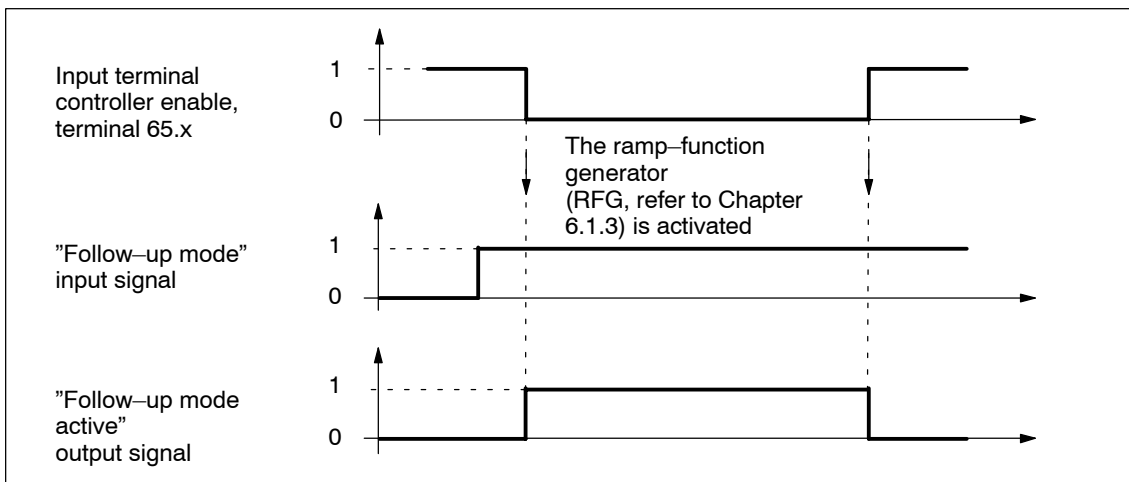 Input terminal
controller enable,
terminal 65.x
1
0
The ramp–function
generator
(RFG, refer to Chapter
6.1.3) is activated
”Follow–up mode”
input signal
1
0
”Follow–up mode
active”
output signal
1
0